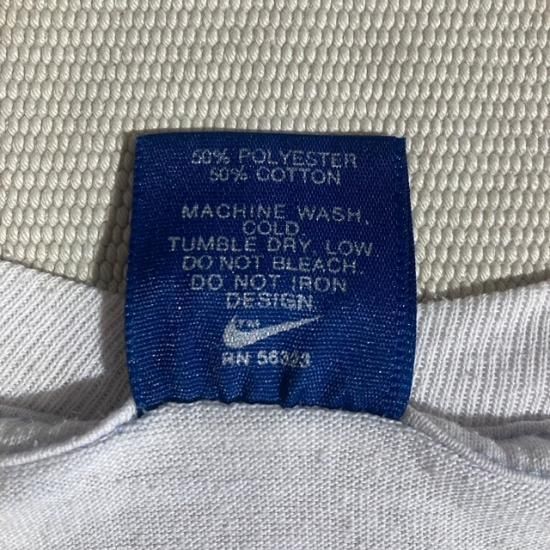 50% POLYESTER
50% COTTON
MACHINE WASH,
COLD.
TUMBLE DRY, LOW
DO NOT BLEACH.
DO NOT IRON
DESIGN.
TM
RN 56323